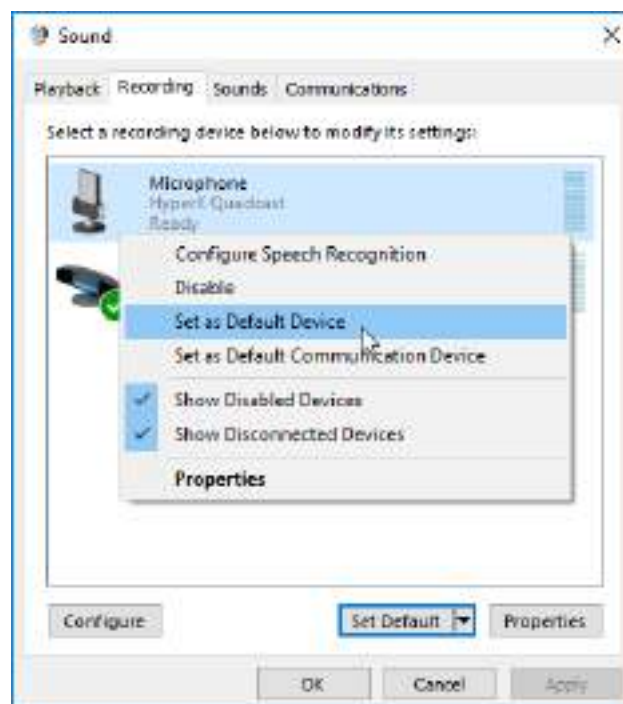 Sound
Playback Recording Sounds Communications
Select a recording device below to modify its settings:
Microphone
HyperX Quadcast
Ready
Configure Speech Recognition
Disable
Set as Default Device
Set as Default Communication Device
Show Disabled Devices
Show Disconnected Devices
Properties
Configure Set Default Properties
OK Cancel Apply